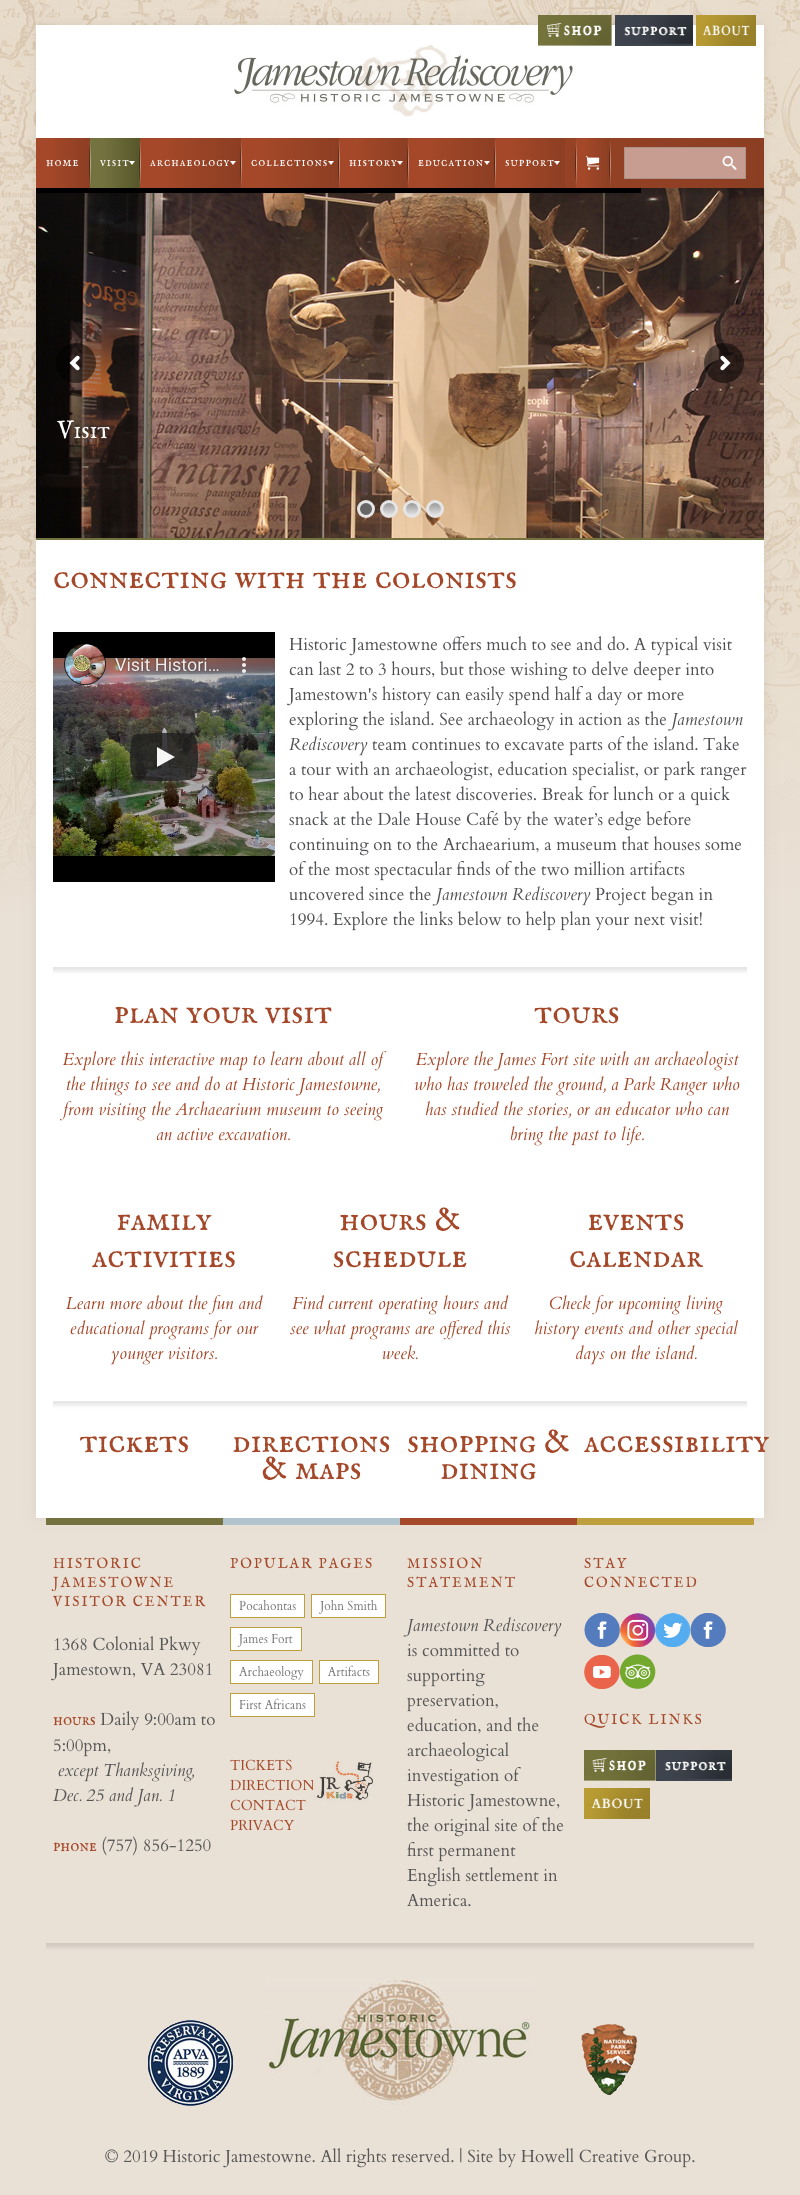 SHOP SUPPORT ABOUT
Jamestown Rediscovery
HISTORIC JAMESTOWNE
HOME VISIT ARCHAEOLOGY COLLECTIONS HISTORY EDUCATION SUPPORT
Legacy
Anansun
wushask
people
Visit
CONNECTING WITH THE COLONISTS
Visit Histori...
Historic Jamestowne offers much to see and do. A typical visit
can last 2 to 3 hours, but those wishing to delve deeper into
Jamestown's history can easily spend half a day or more
exploring the island. See archaeology in action as the Jamestown
Rediscovery team continues to excavate parts of the island. Take
a tour with an archaeologist, education specialist, or park ranger
to hear about the latest discoveries. Break for lunch or a quick
snack at the Dale House Café by the water’s edge before
continuing on to the Archaearium, a museum that houses some
of the most spectacular finds of the two million artifacts
uncovered since the Jamestown Rediscovery Project began in
1994. Explore the links below to help plan your next visit!
PLAN YOUR VISIT
Explore this interactive map to learn about all of
the things to see and do at Historic Jamestowne,
from visiting the Archaearium museum to seeing
an active excavation.
TOURS
Explore the James Fort site with an archaeologist
who has troweled the ground, a Park Ranger who
has studied the stories, or an educator who can
bring the past to life.
FAMILY
ACTIVITIES
Learn more about the fun and
educational programs for our
younger visitors.
HOURS &
SCHEDULE
Find current operating hours and
see what programs are offered this
week.
EVENTS
CALENDAR
Check for upcoming living
history events and other special
days on the island.
TICKETS
DIRECTIONS
& MAPS
SHOPPING &
DINING
ACCESSIBILITY
HISTORIC
JAMESTOWNE
VISITOR CENTER
1368 Colonial Pkwy
Jamestown, VA 23081
HOURS Daily 9:00am to
5:00pm,
except Thanksgiving,
Dec. 25 and Jan. 1
PHONE (757) 856-1250
POPULAR PAGES
Pocahontas John Smith
James Fort
Archaeology Artifacts
First Africans
TICKETS
DIRECTION
CONTACT
PRIVACY
JR
Kids
MISSION
STATEMENT
Jamestown Rediscovery
is committed to
supporting
preservation,
education, and the
archaeological
investigation of
Historic Jamestowne,
the original site of the
first permanent
English settlement in
America.
STAY
CONNECTED
QUICK LINKS
SHOP SUPPORT
ABOUT
PRESERVATION
APVA
1889
VIRGINIA
1607
HISTORIC
Jamestowne®
NATIONAL
PARK
SERVICE
© 2019 Historic Jamestowne. All rights reserved. | Site by Howell Creative Group.